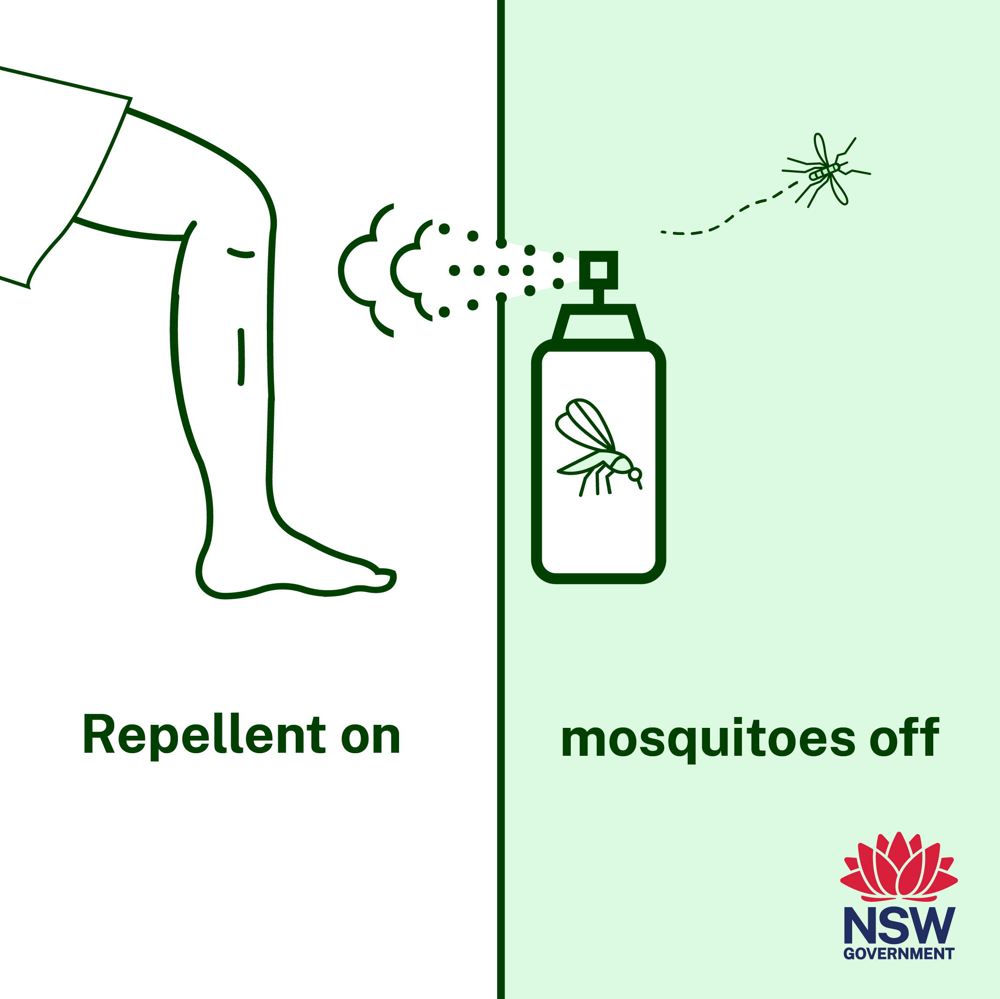 Repellent on
mosquitoes off
NSW
GOVERNMENT